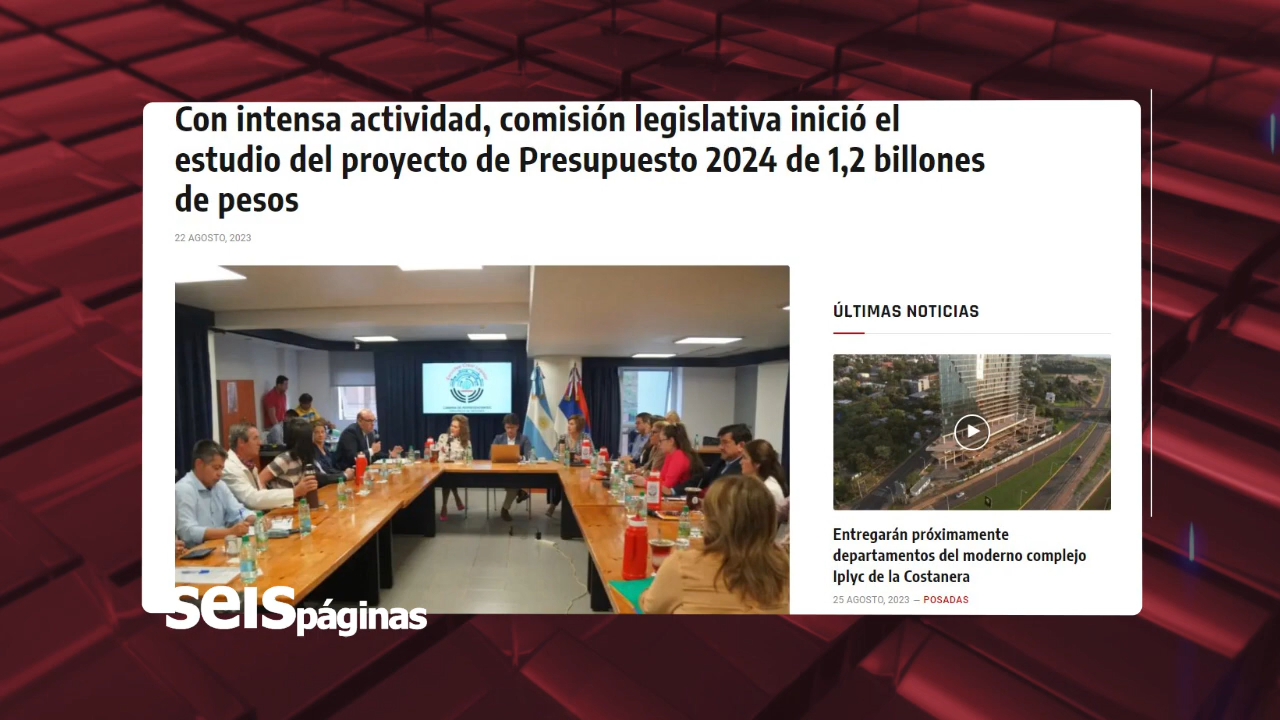 Con intensa actividad, comisión legislativa inició el
estudio del proyecto de Presupuesto 2024 de 1,2 billones
de pesos
22 AGOSTO, 2023
ÚLTIMAS NOTICIAS
Entregarán próximamente
departamentos del moderno complejo
Iplyc de la Costanera
25 AGOSTO, 2023 — POSADAS
seispáginas